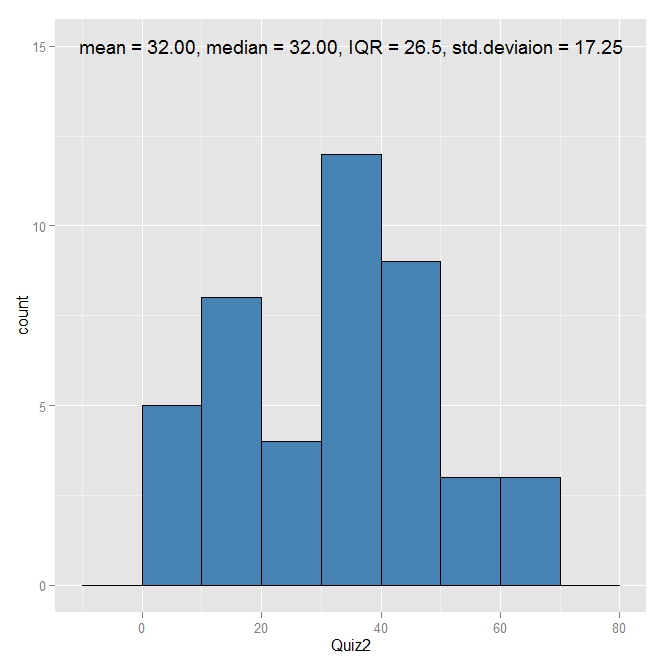 mean = 32.00, median = 32.00, IQR = 26.5, std.deviaion = 17.25
15
10
5
0
count
0 20 40 60 80
Quiz2